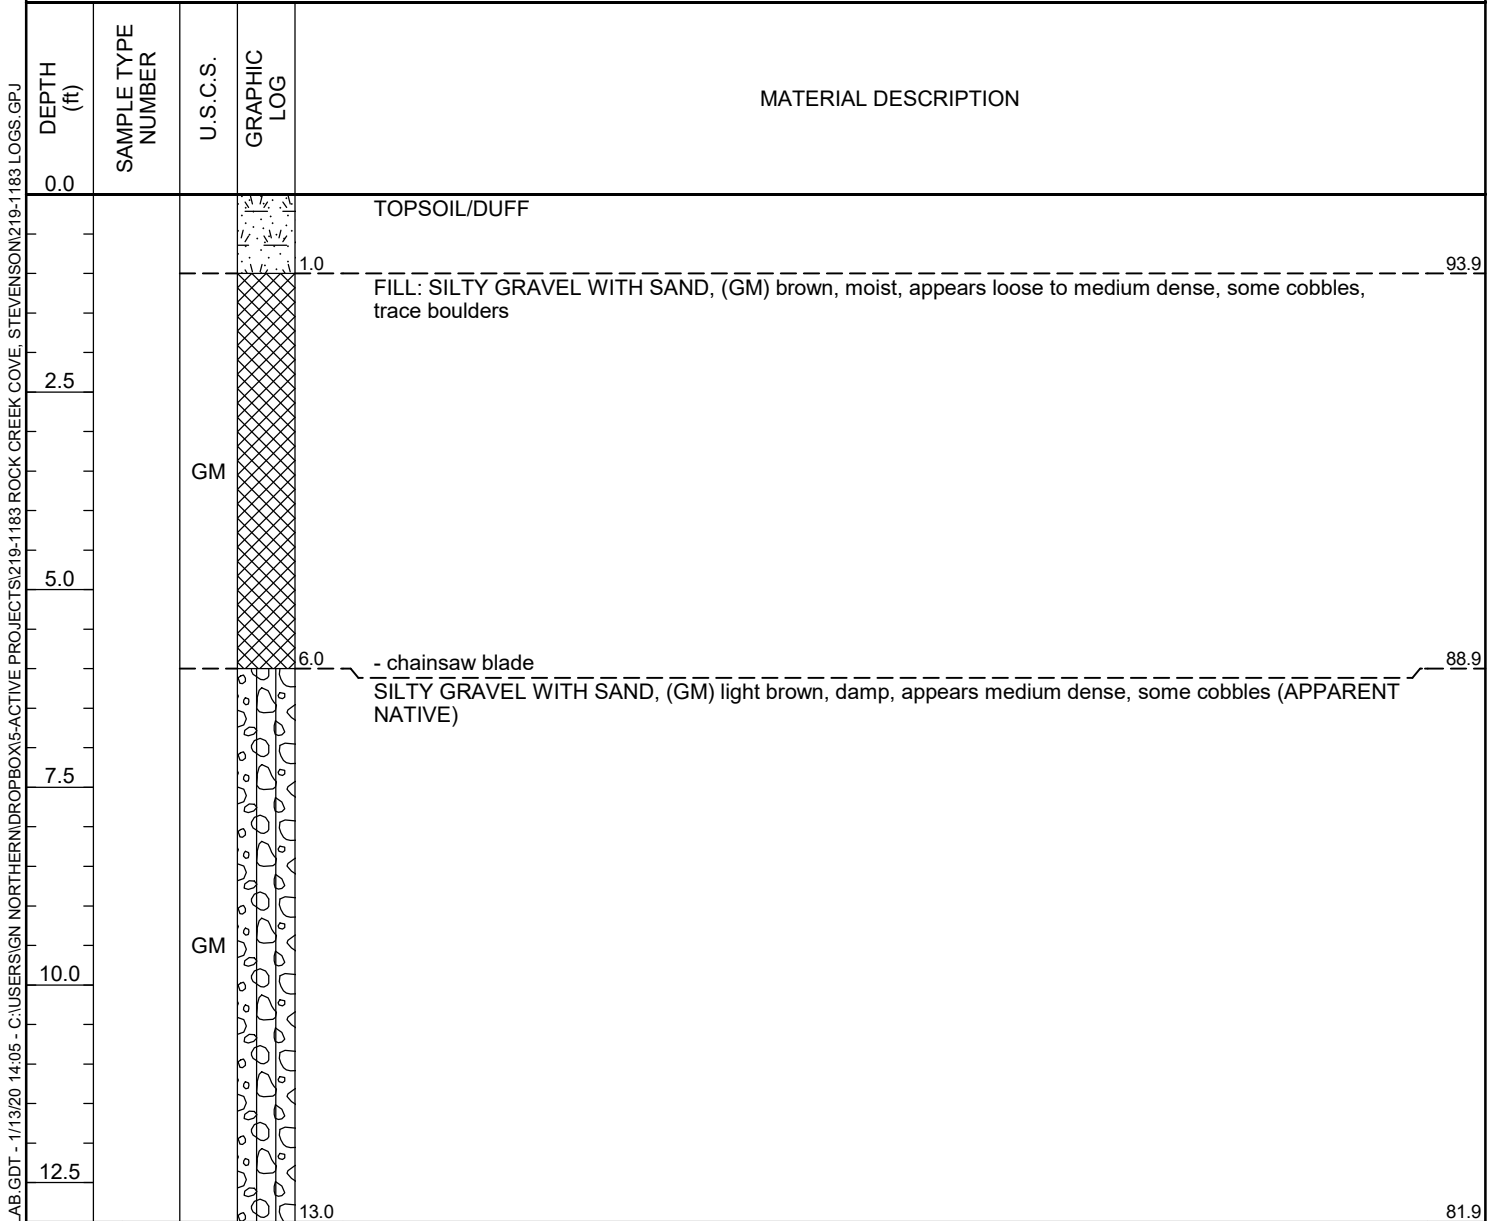 DEPTH
(ft)
SAMPLE TYPE
NUMBER
U.S.C.S.
GRAPHIC
LOG
MATERIAL DESCRIPTION
0.0
TOPSOIL/DUFF
1.0
93.9
FILL: SILTY GRAVEL WITH SAND, (GM) brown, moist, appears loose to medium dense, some cobbles,
trace boulders
2.5
GM
5.0
6.0
- chainsaw blade
88.9
SILTY GRAVEL WITH SAND, (GM) light brown, damp, appears medium dense, some cobbles (APPARENT
NATIVE)
7.5
GM
10.0
12.5
13.0
81.9
AB.GDT - 1/13/20 14:05 - C:\USERS\GN NORTHERN\DROPBOX\5-ACTIVE PROJECTS\219-1183 ROCK CREEK COVE, STEVENSON\219-1183 LOGS.GPJ